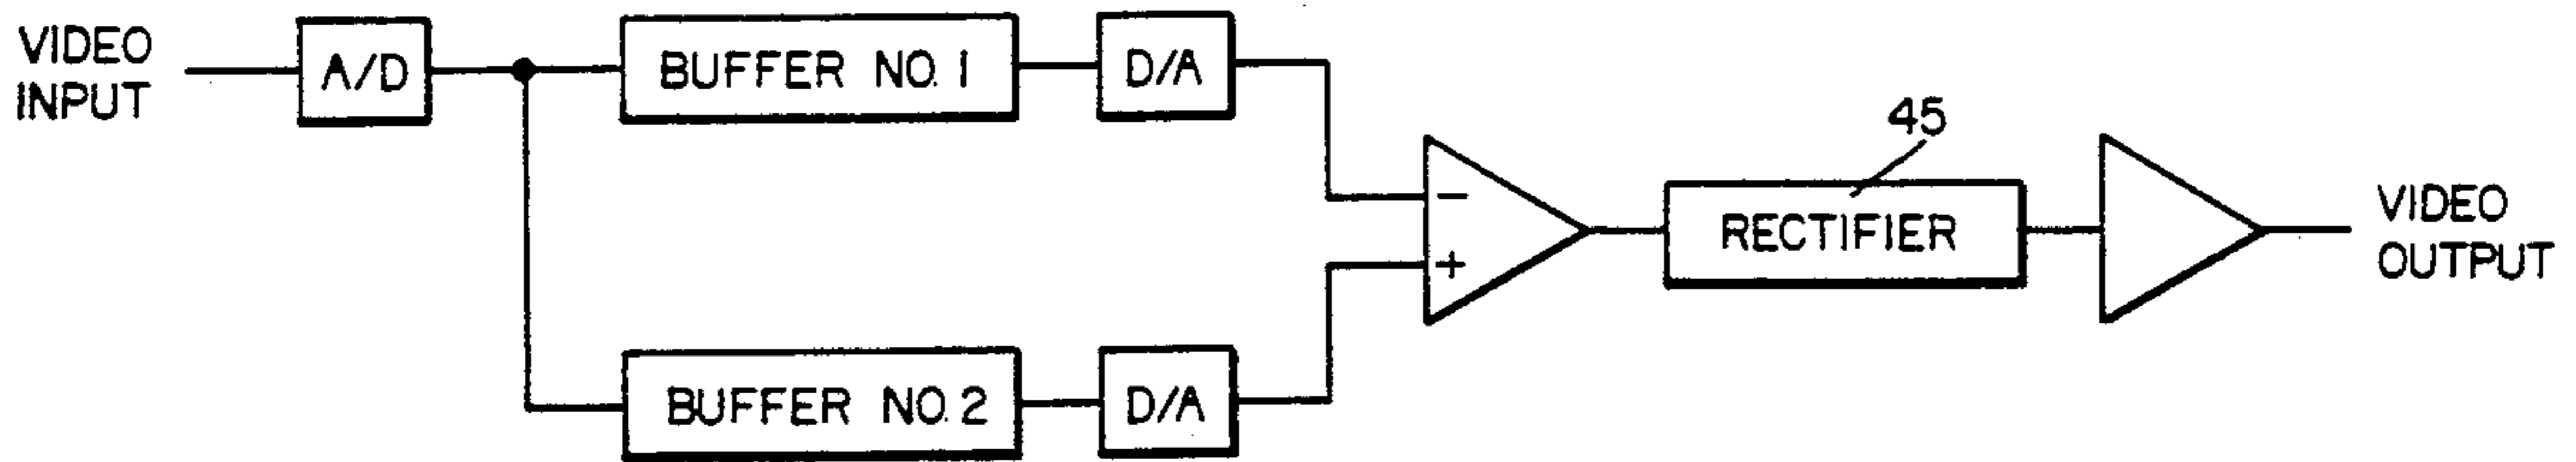 VIDEO
INPUT
A/D
BUFFER NO. 1
D/A
BUFFER NO. 2
D/A
-
+
45
RECTIFIER
VIDEO
OUTPUT